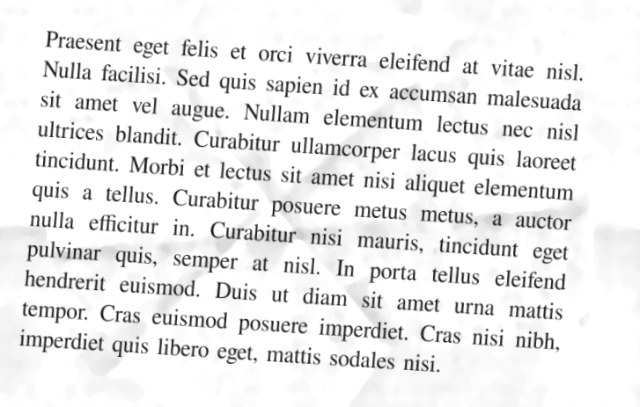 Praesent eget felis et orci viverra eleifend at vitae nisl.
Nulla facilisi. Sed quis sapien id ex accumsan malesuada
sit amet vel augue. Nullam elementum lectus nec nisl
ultrices blandit. Curabitur ullamcorper lacus quis laoreet
tincidunt. Morbi et lectus sit amet nisi aliquet elementum
quis a tellus. Curabitur posuere metus metus, a auctor
nulla efficitur in. Curabitur nisi mauris, tincidunt eget
pulvinar quis, semper at nisl. In porta tellus eleifend
hendrerit euismod. Duis ut diam sit amet urna mattis
tempor. Cras euismod posuere imperdiet. Cras nisi nibh,
imperdiet quis libero eget, mattis sodales nisi.